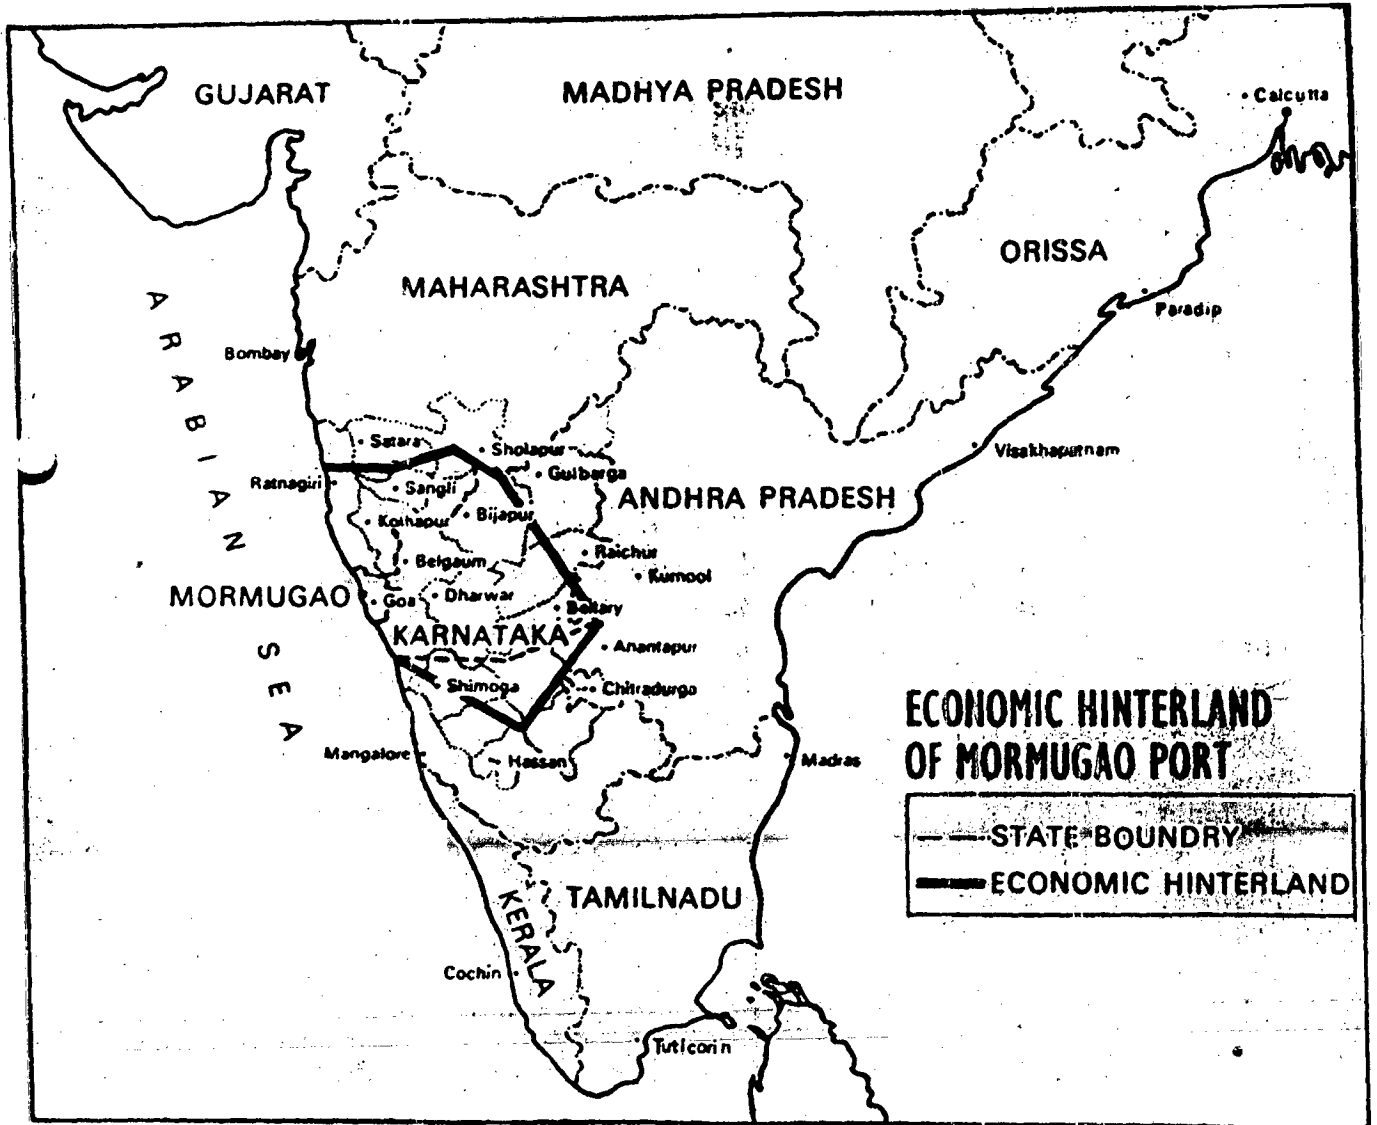 GUJARAT
MADHYA PRADESH
Calcutta
ORISSA
MAHARASHTRA
Paradip
ARABIAN SEA
Bombay
Satara
Sholapur
Visakhapatnam
Ratnagiri
Sangli
Gulbarga
ANDHRA PRADESH
Kolhapur
Bijapur
Belgaum
Raichur
Kurnool
MORMUGAO
Goa
Dharwar
Bellary
KARNATAKA
Anantapur
Shimoga
Chitradurga
ECONOMIC HINTERLAND
OF MORMUGAO PORT
Mangalore
Hassan
Madras
STATE BOUNDRY
ECONOMIC HINTERLAND
TAMILNADU
KERALA
Cochin
Tuticorin